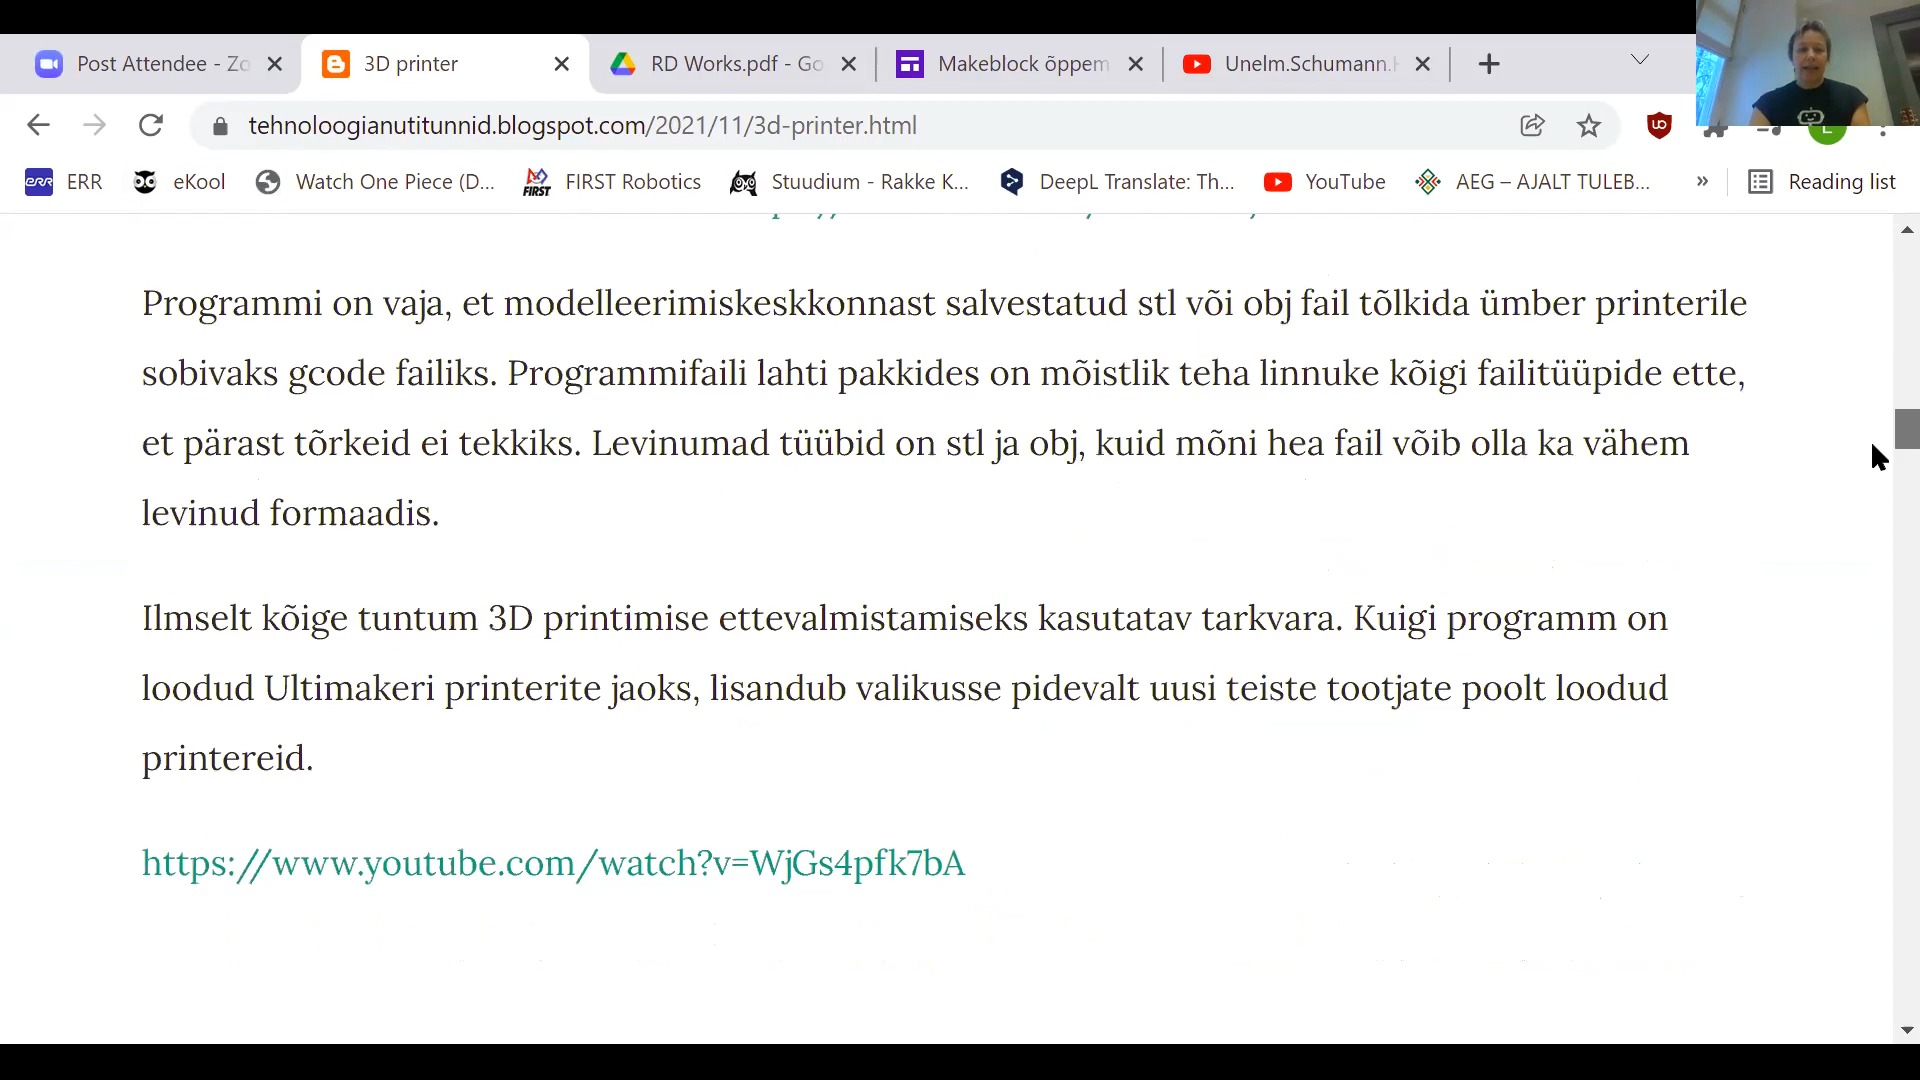 Post Attendee - Zo
3D printer
RD Works.pdf - Go
Makeblock õppem
Unelm.Schumann.
tehnoloogianutitunnid.blogspot.com/2021/11/3d-printer.html
ERR
eKool
Watch One Piece (D...
FIRST Robotics
Stuudium - Rakke K...
DeepL Translate: Th...
YouTube
AEG – AJALT TULEB...
»
Reading list
Programmi on vaja, et modelleerimiskeskkonnast salvestatud stl või obj fail tõlkida ümber printerile
sobivaks gcode failiks. Programmifaili lahti pakkides on mõistlik teha linnuke kõigi failitüüpide ette,
et pärast tõrkeid ei tekkiks. Levinumad tüübid on stl ja obj, kuid mõni hea fail võib olla ka vähem
levinud formaadis.
Ilmselt kõige tuntum 3D printimise ettevalmistamiseks kasutatav tarkvara. Kuigi programm on
loodud Ultimakeri printerite jaoks, lisandub valikusse pidevalt uusi teiste tootjate poolt loodud
printereid.
https://www.youtube.com/watch?v=WjGs4pfk7bA